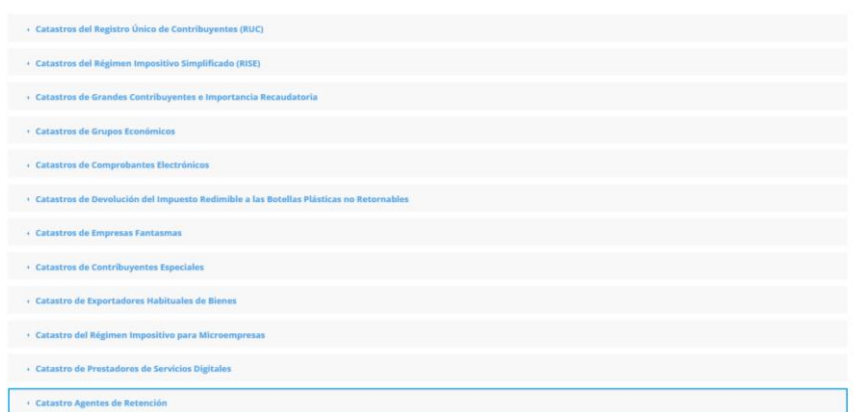 Catastros del Registro Único de Contribuyentes (RUC)
Catastros del Régimen Impositivo Simplificado (RISE)
Catastros de Grandes Contribuyentes e Importancia Recaudatoria
Catastros de Grupos Económicos
Catastros de Comprobantes Electrónicos
Catastros de Devolución del Impuesto Redimible a las Botellas Plásticas no Retornables
Catastros de Empresas Fantasmas
Catastros de Contribuyentes Especiales
Catastro de Exportadores Habituales de Bienes
Catastro del Régimen Impositivo para Microempresas
Catastro de Prestadores de Servicios Digitales
Catastro Agentes de Retención